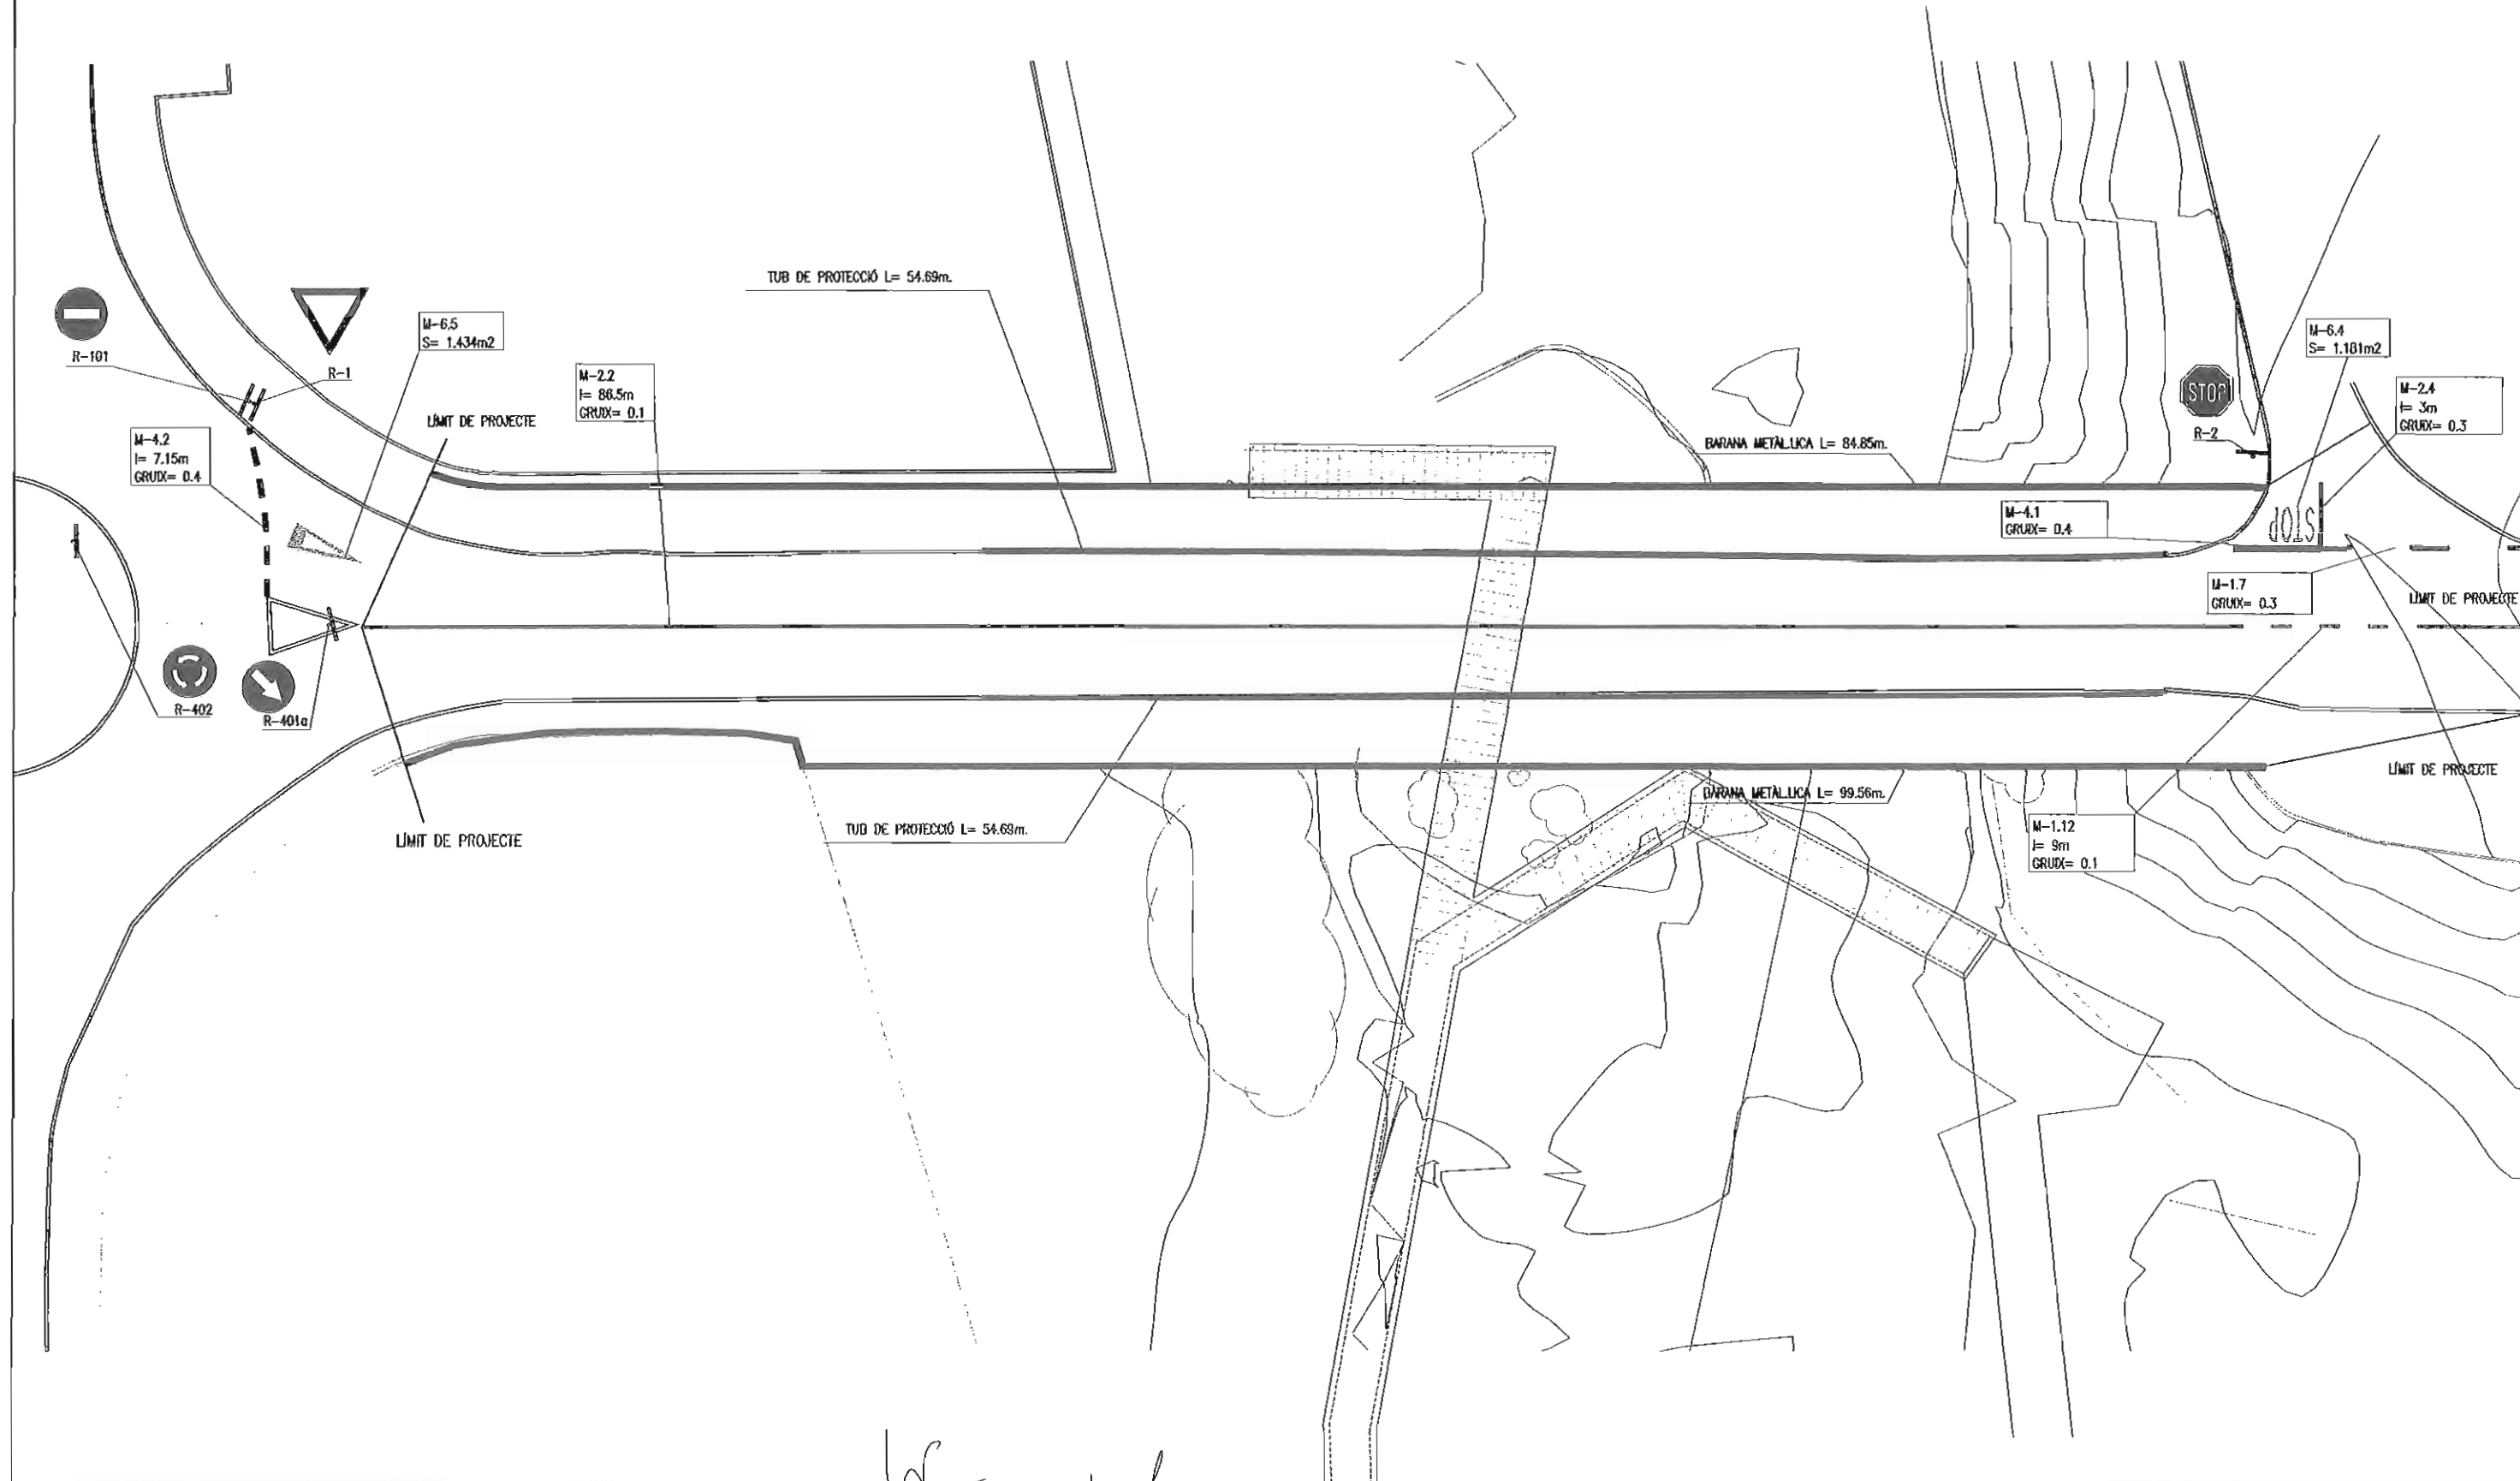 TUB DE PROTECCIÓ L= 54.69m.
M-6.5
S= 1.434m2
R-101
R-1
M-2.2
l= 86.5m
GRUIX= 0.1
LÍMIT DE PROJECTE
M-4.2
l= 7.15m
GRUIX= 0.4
M-6.4
S= 1.181m2
STOP
M-2.4
l= 3m
GRUIX= 0.3
R-2
BARANA METÀL.LICA L= 84.85m.
M-4.1
GRUIX= 0.4
STOP
M-1.7
GRUIX= 0.3
LÍMIT DE PROJECTE
R-402
R-401a
LÍMIT DE PROJECTE
BARANA METÀL.LICA L= 99.56m.
TUB DE PROTECCIÓ L= 54.69m.
LÍMIT DE PROJECTE
M-1.12
l= 9m
GRUIX= 0.1